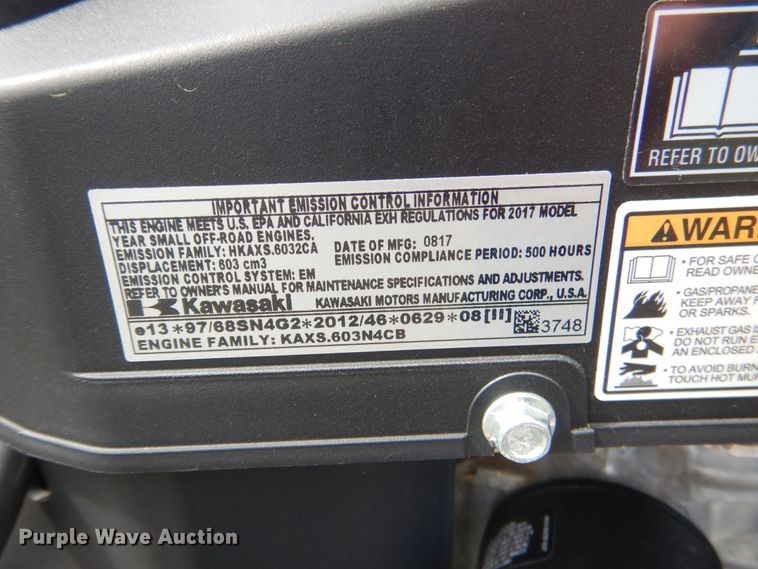 IMPORTANT EMISSION CONTROL INFORMATION
THIS ENGINE MEETS U.S. EPA AND CALIFORNIA EXH REGULATIONS FOR 2017 MODEL
YEAR SMALL OFF-ROAD ENGINES.
EMISSION FAMILY: HKAXS.6032CA DATE OF MFG: 0817
DISPLACEMENT: 603 cm3 EMISSION COMPLIANCE PERIOD: 500 HOURS
EMISSION CONTROL SYSTEM: EM
REFER TO OWNER'S MANUAL FOR MAINTENANCE SPECIFICATIONS AND ADJUSTMENTS.
Kawasaki KAWASAKI MOTORS MANUFACTURING CORP., U.S.A.
e13*97/68SN4G2*2012/46*0629*08[II] 3748
ENGINE FAMILY: KAXS.603N4CB
REFER TO
FOR SAFE
READ
GAS/PROPANE
KEEP AWAY
OR SPARKS.
EXHAUST GAS
DO NOT RUN
AN ENCLOSED
TO AVOID
TOUCH HOT
Purple Wave Auction